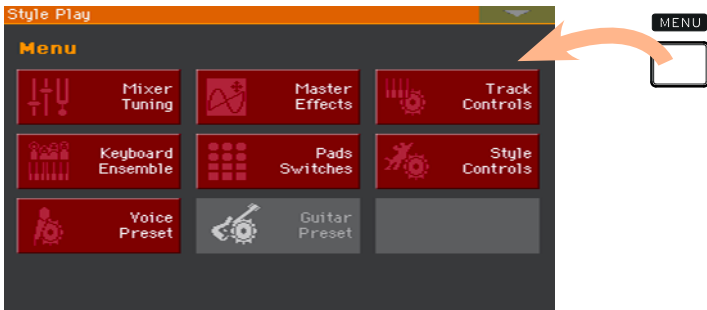 Style Play
MENU
Menu
Mixer
Tuning
Master
Effects
Track
Controls
Keyboard
Ensemble
Pads
Switches
Style
Controls
Voice
Preset
Guitar
Preset